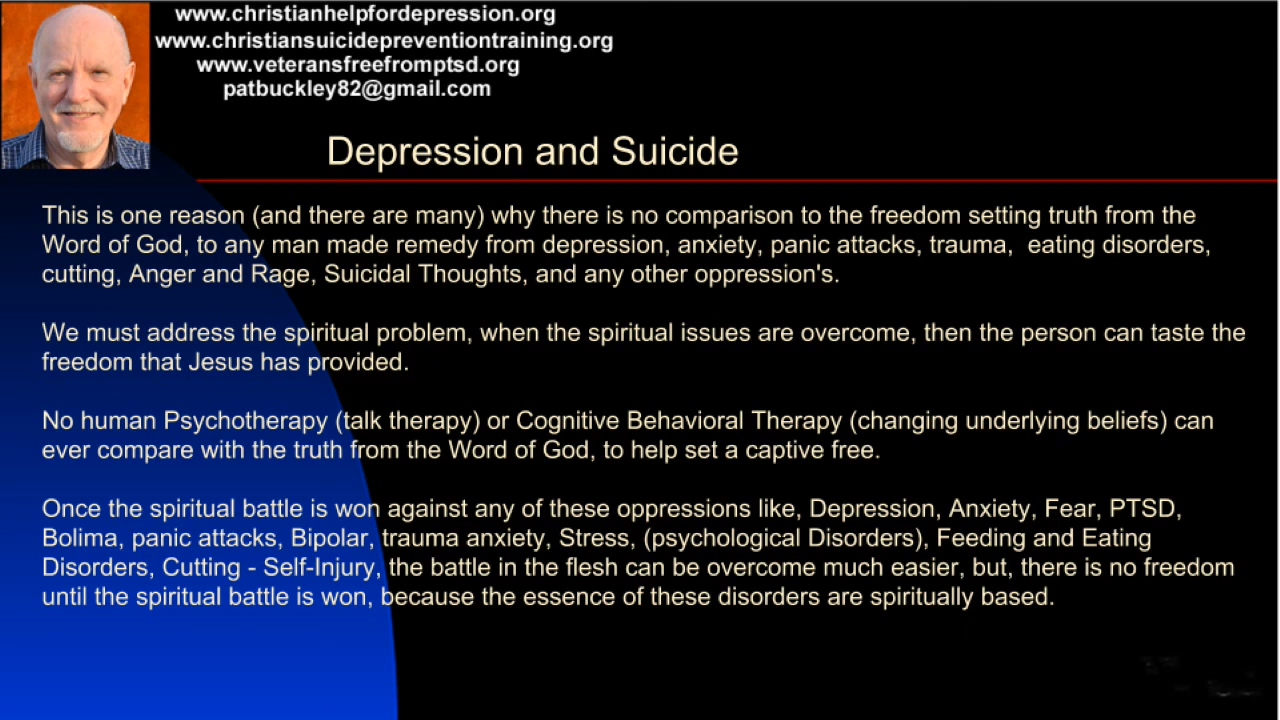 www.christianhelpfordepression.org
www.christiansuicidepreventiontraining.org
www.veteransfreefromptsd.org
patbuckley82@gmail.com
Depression and Suicide
This is one reason (and there are many) why there is no comparison to the freedom setting truth from the
Word of God, to any man made remedy from depression, anxiety, panic attacks, trauma,  eating disorders,
cutting, Anger and Rage, Suicidal Thoughts, and any other oppression's.
We must address the spiritual problem, when the spiritual issues are overcome, then the person can taste the
freedom that Jesus has provided.
No human Psychotherapy (talk therapy) or Cognitive Behavioral Therapy (changing underlying beliefs) can
ever compare with the truth from the Word of God, to help set a captive free.
Once the spiritual battle is won against any of these oppressions like, Depression, Anxiety, Fear, PTSD,
Bolima, panic attacks, Bipolar, trauma anxiety, Stress, (psychological Disorders), Feeding and Eating
Disorders, Cutting - Self-Injury, the battle in the flesh can be overcome much easier, but, there is no freedom
until the spiritual battle is won, because the essence of these disorders are spiritually based.